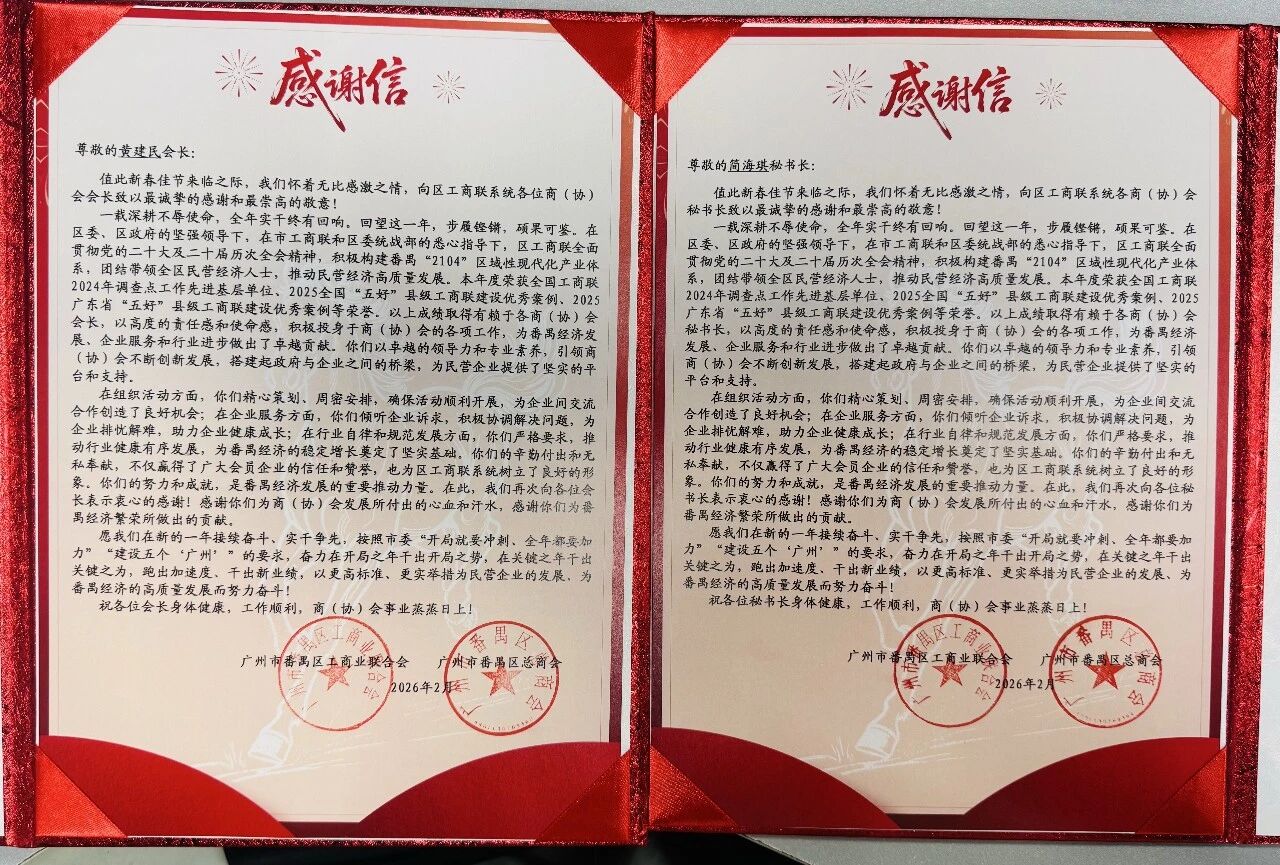 感谢信
尊敬的黄建民会长：
值此新春佳节来临之际，我们怀着无比感激之情，向区工商联系统各位商（协）
会会长致以最诚挚的感谢和最崇高的敬意！
一载深耕不辱使命，全年实干终有回响。回望这一年，步履铿锵，硕果可鉴。在
区委、区政府的坚强领导下，在市工商联和区委统战部的悉心指导下，区工商联全面
贯彻党的二十大及二十届历次全会精神，积极构建番禺“2104”区域性现代化产业体
系，团结带领全区民营经济人士，推动民营经济高质量发展。本年度荣获全国工商联
2024年调查点工作先进基层单位、2025全国“五好”县级工商联建设优秀案例、2025
广东省“五好”县级工商联建设优秀案例等荣誉。以上成绩取得有赖于各商（协）会
会长，以高度的责任感和使命感，积极投身于商（协）会的各项工作，为番禺经济发
展、企业服务和行业进步做出了卓越贡献。你们以卓越的领导力和专业素养，引领商
（协）会不断创新发展，搭建起政府与企业之间的桥梁，为民营企业提供了坚实的平
台和支持。
在组织活动方面，你们精心策划、周密安排，确保活动顺利开展，为企业间交流
合作创造了良好机会；在企业服务方面，你们倾听企业诉求，积极协调解决问题，为
企业排忧解难，助力企业健康成长；在行业自律和规范发展方面，你们严格要求，推
动行业健康有序发展，为番禺经济的稳定增长奠定了坚实基础。你们的辛勤付出和无
私奉献，不仅赢得了广大会员企业的信任和赞誉，也为区工商联系统树立了良好的形
象。你们的努力和成就，是番禺经济发展的重要推动力量。在此，我们再次向各位会
长表示衷心的感谢！感谢你们为商（协）会发展所付出的心血和汗水，感谢你们为番
禺经济繁荣所做出的贡献。
愿我们在新的一年接续奋斗、实干争先，按照市委“开局就要冲刺、全年都要加
力”“建设五个‘广州’”的要求，奋力在开局之年干出开局之势，在关键之年干出
关键之为，跑出加速度、干出新业绩，以更高标准、更实举措为民营企业的发展、为
番禺经济的高质量发展而努力奋斗！
祝各位会长身体健康，工作顺利，商（协）会事业蒸蒸日上！
广州市番禺区工商业联合会 广州市番禺区总商会
2026年2月
广州市番禺区工商业联合会
广州市番禺区总商会
感谢信
尊敬的简海琪秘书长：
值此新春佳节来临之际，我们怀着无比感激之情，向区工商联系统各商（协）会
秘书长致以最诚挚的感谢和最崇高的敬意！
一载深耕不辱使命，全年实干终有回响。回望这一年，步履铿锵，硕果可鉴。在
区委、区政府的坚强领导下，在市工商联和区委统战部的悉心指导下，区工商联全面
贯彻党的二十大及二十届历次全会精神，积极构建番禺“2104”区域性现代化产业体
系，团结带领全区民营经济人士，推动民营经济高质量发展。本年度荣获全国工商联
2024年调查点工作先进基层单位、2025全国“五好”县级工商联建设优秀案例、2025
广东省“五好”县级工商联建设优秀案例等荣誉。以上成绩取得有赖于各商（协）会
秘书长，以高度的责任感和使命感，积极投身于商（协）会的各项工作，为番禺经济
发展、企业服务和行业进步做出了卓越贡献。你们以卓越的领导力和专业素养，引领
商（协）会不断创新发展，搭建起政府与企业之间的桥梁，为民营企业提供了坚实的
平台和支持。
在组织活动方面，你们精心策划、周密安排，确保活动顺利开展，为企业间交流
合作创造了良好机会；在企业服务方面，你们倾听企业诉求，积极协调解决问题，为
企业排忧解难，助力企业健康成长；在行业自律和规范发展方面，你们严格要求，推
动行业健康有序发展，为番禺经济的稳定增长奠定了坚实基础。你们的辛勤付出和无
私奉献，不仅赢得了广大会员企业的信任和赞誉，也为区工商联系统树立了良好的形
象。你们的努力和成就，是番禺经济发展的重要推动力量。在此，我们再次向各位秘
书长表示衷心的感谢！感谢你们为商（协）会发展所付出的心血和汗水，感谢你们为
番禺经济繁荣所做出的贡献。
愿我们在新的一年接续奋斗、实干争先，按照市委“开局就要冲刺、全年都要加
力”“建设五个‘广州’”的要求，奋力在开局之年干出开局之势，在关键之年干出
关键之为，跑出加速度、干出新业绩，以更高标准、更实举措为民营企业的发展、为
番禺经济的高质量发展而努力奋斗！
祝各位秘书长身体健康，工作顺利，商（协）会事业蒸蒸日上！
广州市番禺区工商业联合会 广州市番禺区总商会
2026年2月
广州市番禺区工商业联合会
广州市番禺区总商会